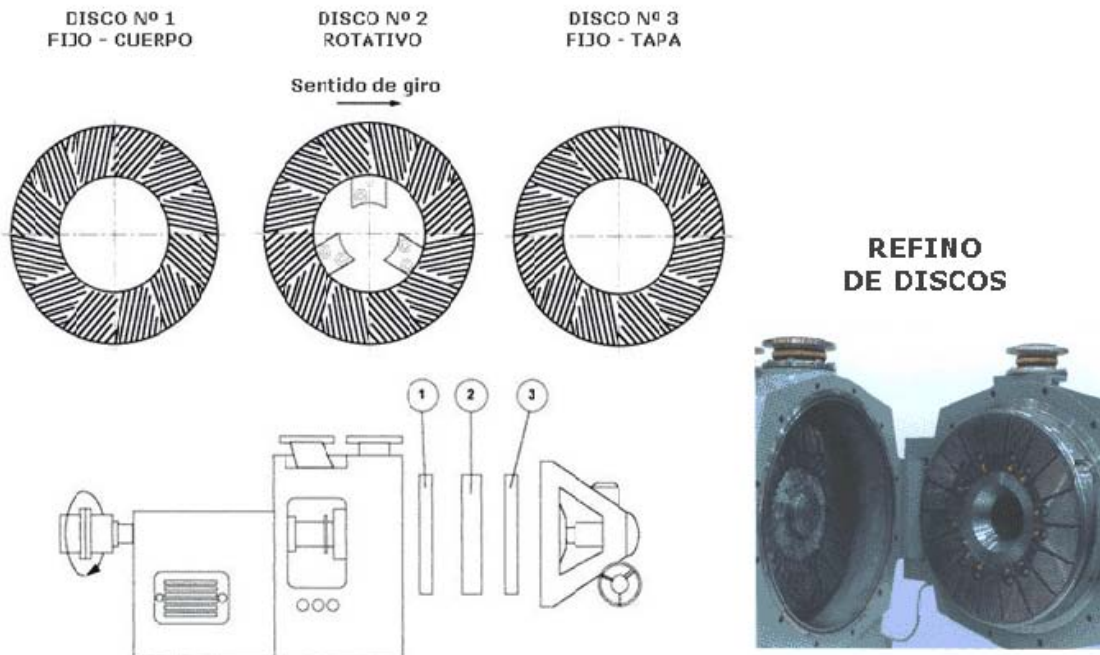 DISCO Nº 1
FIJO - CUERPO
DISCO Nº 2
ROTATIVO
DISCO Nº 3
FIJO - TAPA
Sentido de giro
REFINO
DE DISCOS
1
2
3